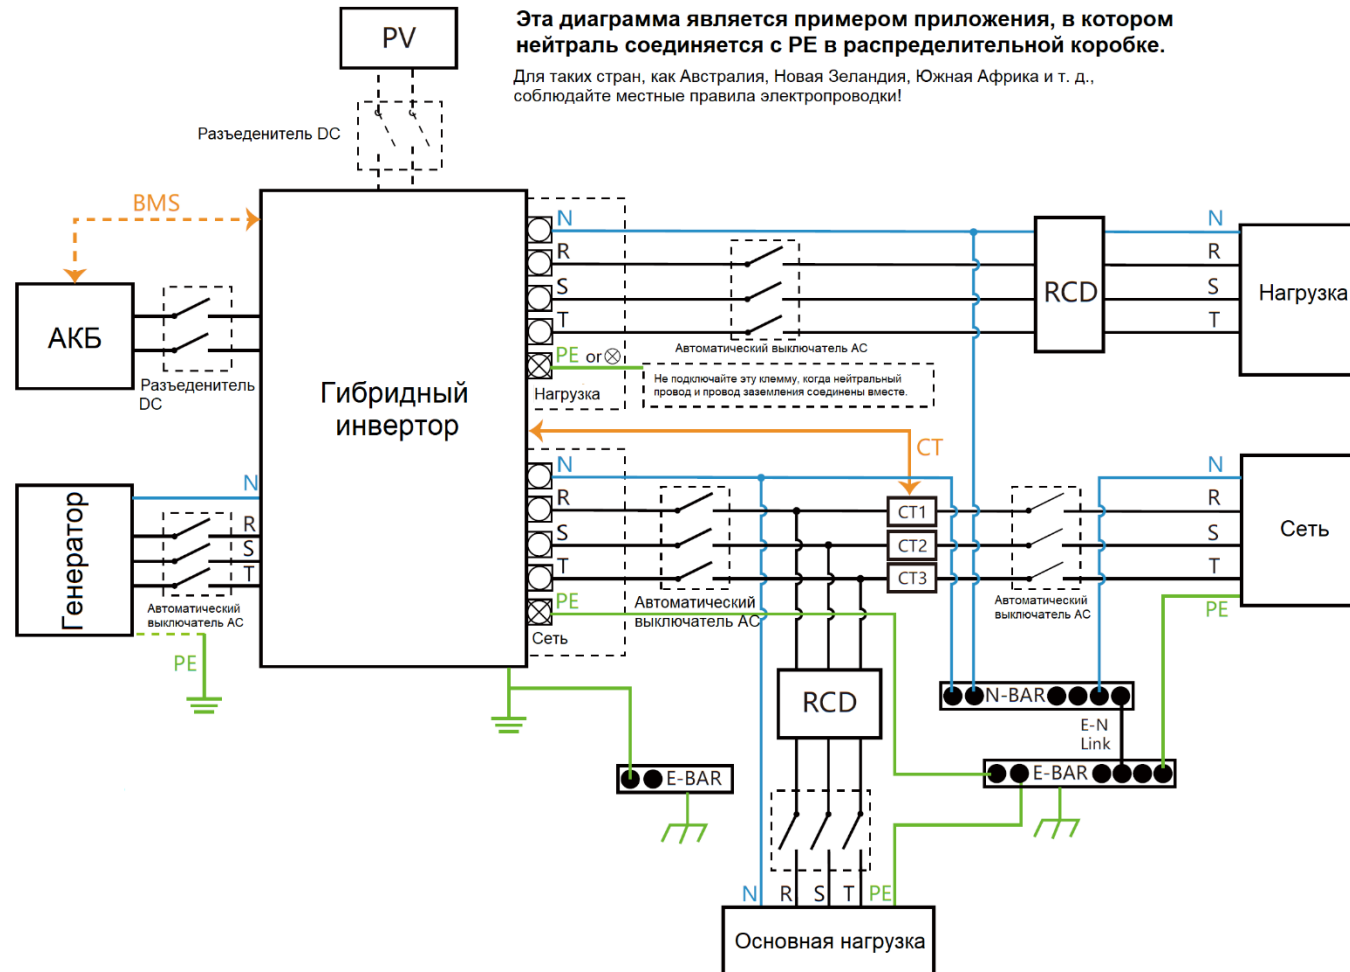 Эта диаграмма является примером приложения, в котором
нейтраль соединяется с PE в распределительной коробке.
Для таких стран, как Австралия, Новая Зеландия, Южная Африка и т. д.,
соблюдайте местные правила электропроводки!
PV
Разъеденитель DC
BMS
АКБ
Разъеденитель
DC
Гибридный
инвертор
N
R
S
T
PE or
Нагрузка
Автоматический выключатель AC
Не подключайте эту клемму, когда нейтральный
провод и провод заземления соединены вместе.
RCD
N
R
S
T
Нагрузка
CT
Генератор
N
R
S
T
Автоматический
выключатель AC
PE
N
R
S
T
PE
Сеть
Автоматический
выключатель AC
CT1
CT2
CT3
Автоматический
выключатель AC
N
R
S
T
PE
Сеть
RCD
N-BAR
E-N
Link
E-BAR
E-BAR
N
R
S
T
PE
Основная нагрузка